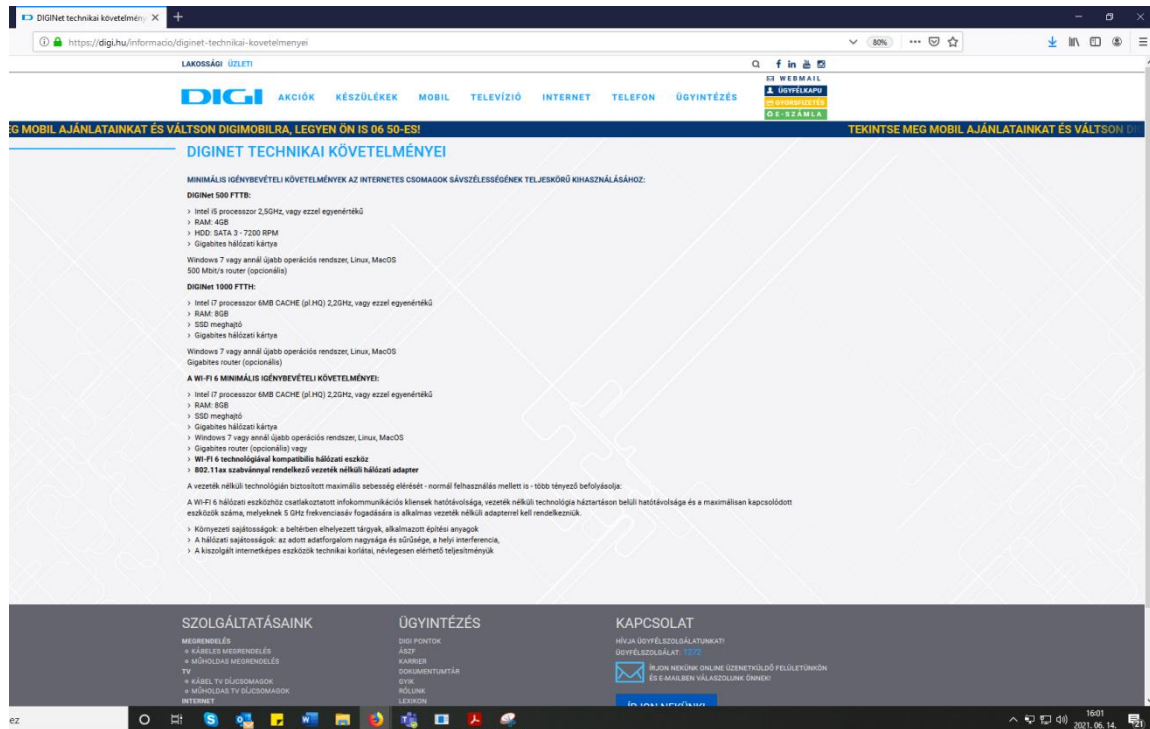 DIGINet technikai követelmény
https://digi.hu/informacio/diginet-technikai-kovetelmenyei
80%
LAKOSSÁGI ÜZLETI
WEBMAIL
ÜGYFÉLKAPU
GYORSFIZETÉS
E-SZÁMLA
DIGI AKCIÓK KÉSZÜLÉKEK MOBIL TELEVÍZIÓ INTERNET TELEFON ÜGYINTÉZÉS
G MOBIL AJÁNLATAINKAT ÉS VÁLTSON DIGIMOBILRA, LEGYEN ÖN IS 06 50-ES! TEKINTSE MEG MOBIL AJÁNLATAINKAT ÉS VÁLTSON DI
DIGINET TECHNIKAI KÖVETELMÉNYEI
MINIMÁLIS IGÉNYBEVÉTELI KÖVETELMÉNYEK AZ INTERNETES CSOMAGOK SÁVSZÉLESSÉGÉNEK TELJESKÖRŰ KIHASZNÁLÁSÁHOZ:
DIGINet 500 FTTB:
> Intel i5 processzor 2,5GHz, vagy ezzel egyenértékű
> RAM: 4GB
> HDD: SATA 3 - 7200 RPM
> Gigabites hálózati kártya
Windows 7 vagy annál újabb operációs rendszer, Linux, MacOS
500 Mbit/s router (opcionális)
DIGINet 1000 FTTH:
> Intel i7 processzor 6MB CACHE (pl.HQ) 2,2GHz, vagy ezzel egyenértékű
> RAM: 8GB
> SSD meghajtó
> Gigabites hálózati kártya
Windows 7 vagy annál újabb operációs rendszer, Linux, MacOS
Gigabites router (opcionális)
A WI-FI 6 MINIMÁLIS IGÉNYBEVÉTELI KÖVETELMÉNYEI:
> Intel i7 processzor 6MB CACHE (pl.HQ) 2,2GHz, vagy ezzel egyenértékű
> RAM: 8GB
> SSD meghajtó
> Gigabites hálózati kártya
> Windows 7 vagy annál újabb operációs rendszer, Linux, MacOS
> Gigabites router (opcionális) vagy
> WI-FI 6 technológiával kompatibilis hálózati eszköz
> 802.11ax szabvánnyal rendelkező vezeték nélküli hálózati adapter
A vezeték nélküli technológián biztosított maximális sebesség elérését - normál felhasználás mellett is - több tényező befolyásolja:
A WI-FI 6 hálózati eszközhöz csatlakoztatott infokommunikációs kliensek hatótávolsága, vezeték nélküli technológia háztartáson belüli hatótávolsága és a maximálisan kapcsolódott
eszközök száma, melyeknek 5 GHz frekvenciasáv fogadására is alkalmas vezeték nélküli adapterrel kell rendelkezniük.
> Környezeti sajátosságok: a beltérben elhelyezett tárgyak, alkalmazott építési anyagok
> A hálózati sajátosságok: az adott adatforgalom nagysága és sűrűsége, a helyi interferencia,
> A kiszolgált internetképes eszközök technikai korlátai, névlegesen elérhető teljesítményük
SZOLGÁLTATÁSAINK
MEGRENDELÉS
KÁBELES MEGRENDELÉS
MŰHOLDAS MEGRENDELÉS
TV
KÁBEL TV DÍJCSOMAGOK
MŰHOLDAS TV DÍJCSOMAGOK
INTERNET
ÜGYINTÉZÉS
DIGI PONTOK
ÁSZF
KARRIER
DOKUMENTUMTÁR
GYIK
RÓLUNK
LEXIKON
KAPCSOLAT
HÍVJA ÜGYFÉLSZOLGÁLATUNKAT!
ÜGYFÉLSZOLGÁLAT: 1272
ÍRJON NEKÜNK ONLINE ÜZENETKÜLDŐ FELÜLETÜNKÖN
ÉS E-MAILBEN VÁLASZOLUNK ÖNNEK!
ÍRJON NEKÜNK!
ez
16:01
2021. 06. 14.
21